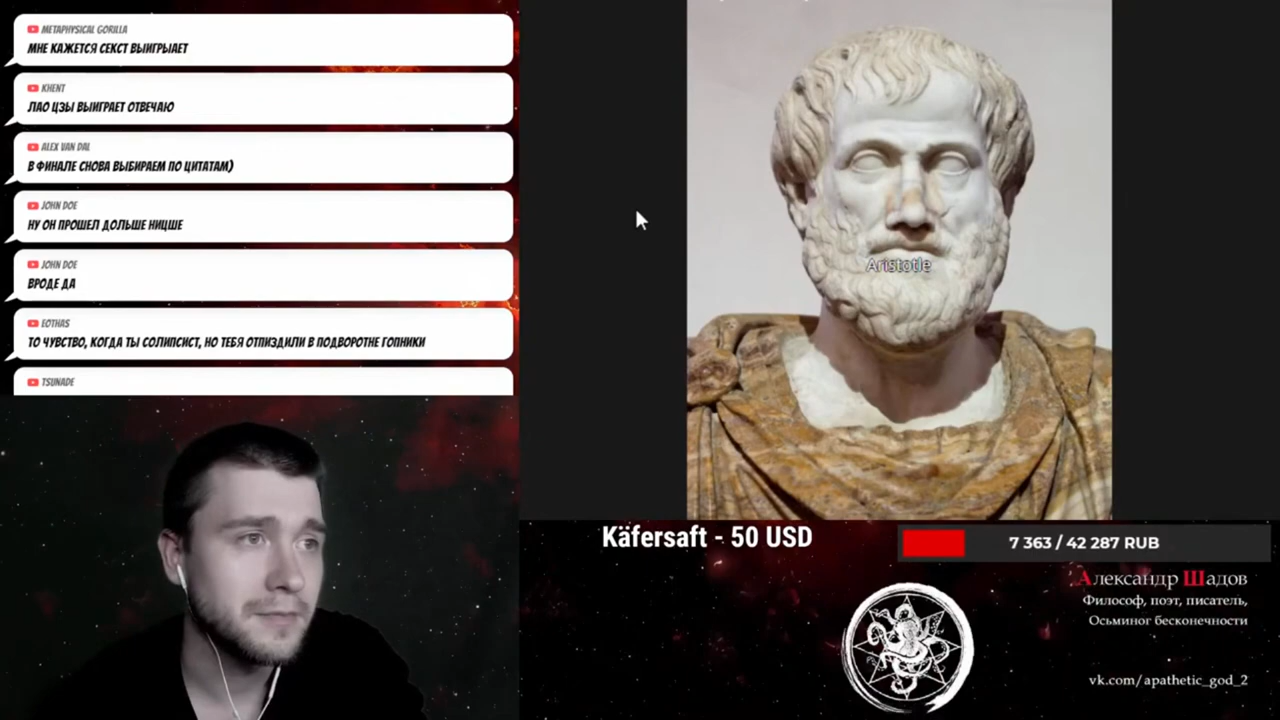 METAPHYSICAL GORILLA
МНЕ КАЖЕТСЯ СЕКСТ ВЫИГРЫАЕТ
KHENT
ЛАО ЦЗЫ ВЫИГРАЕТ ОТВЕЧАЮ
ALEX VAN DAL
В ФИНАЛЕ СНОВА ВЫБИРАЕМ ПО ЦИТАТАМ)
JOHN DOE
НУ ОН ПРОШЕЛ ДОЛЬШЕ НИЦШЕ
JOHN DOE
ВРОДЕ ДА
EOTHAS
ТО ЧУВСТВО, КОГДА ТЫ СОЛИПСИСТ, НО ТЕБЯ ОТПИЗДИЛИ В ПОДВОРОТНЕ ГОПНИКИ
TSUNADE
Aristotle
Käfersaft - 50 USD
7 363 / 42 287 RUB
Александр Шадов
Философ, поэт, писатель,
Осьминог бесконечности
vk.com/apathetic_god_2